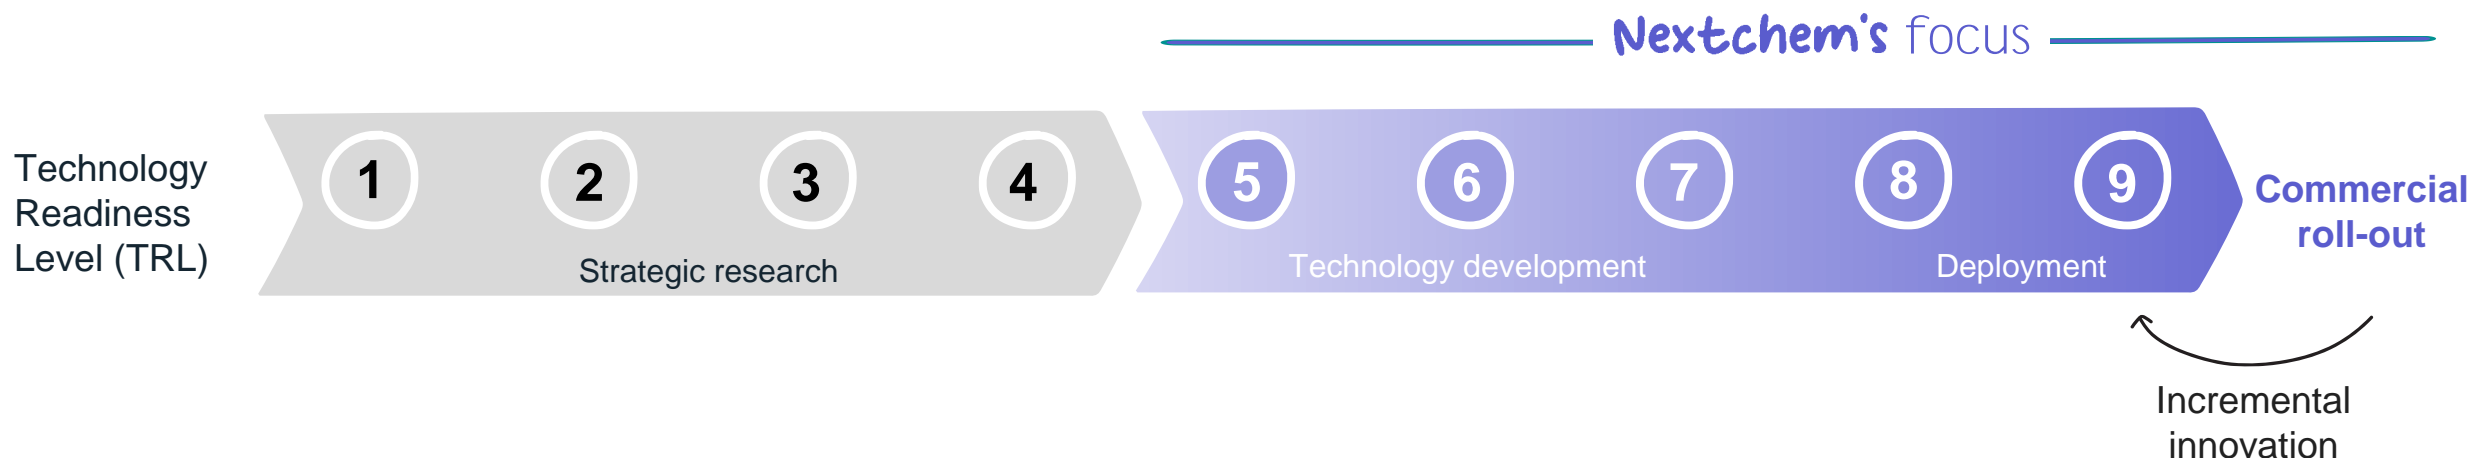 Nextchem's focus
Technology
Readiness
Level (TRL)
1 2 3 4 5 6 7 8 9
Strategic research
Technology development
Deployment
Commercial
roll-out
Incremental
innovation